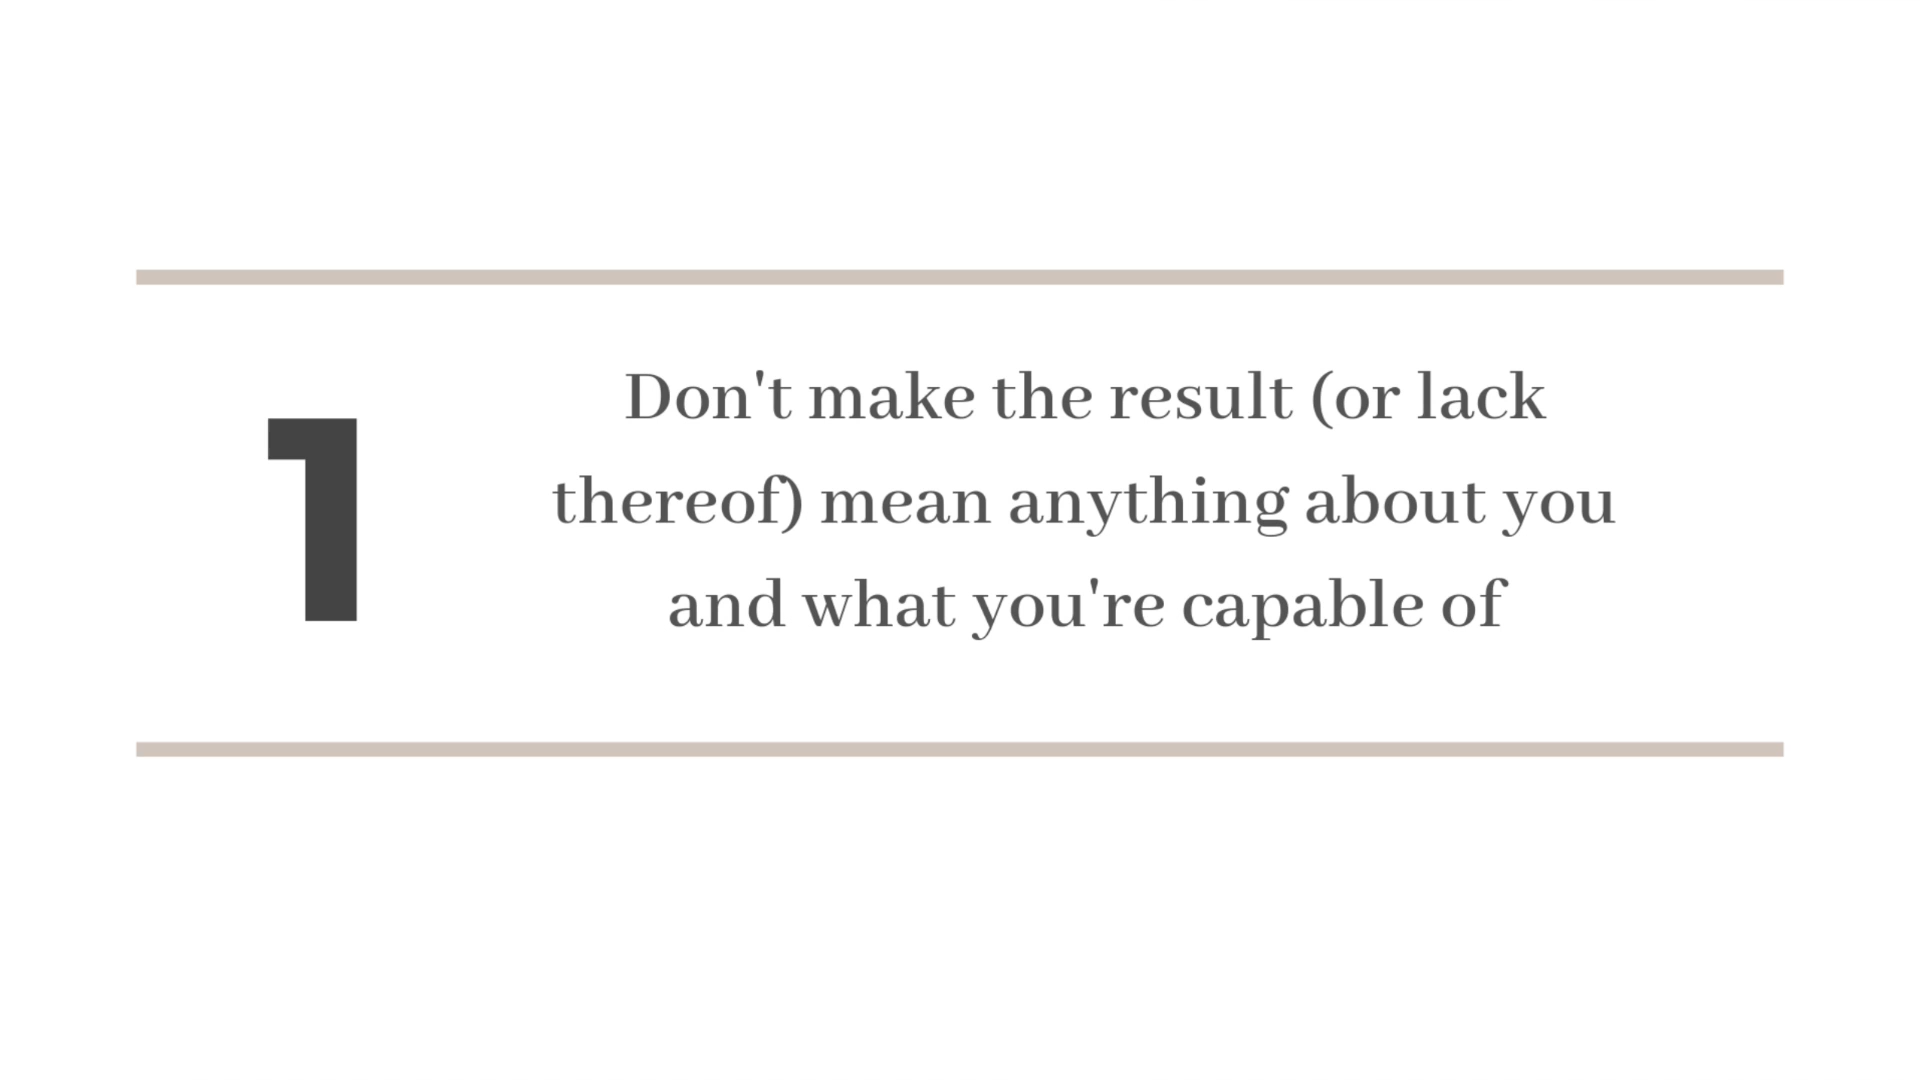 1
Don't make the result (or lack
thereof) mean anything about you
and what you're capable of